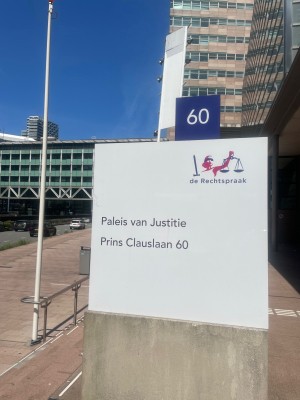 60
de Rechtspraak
Paleis van Justitie
Prins Clauslaan 60